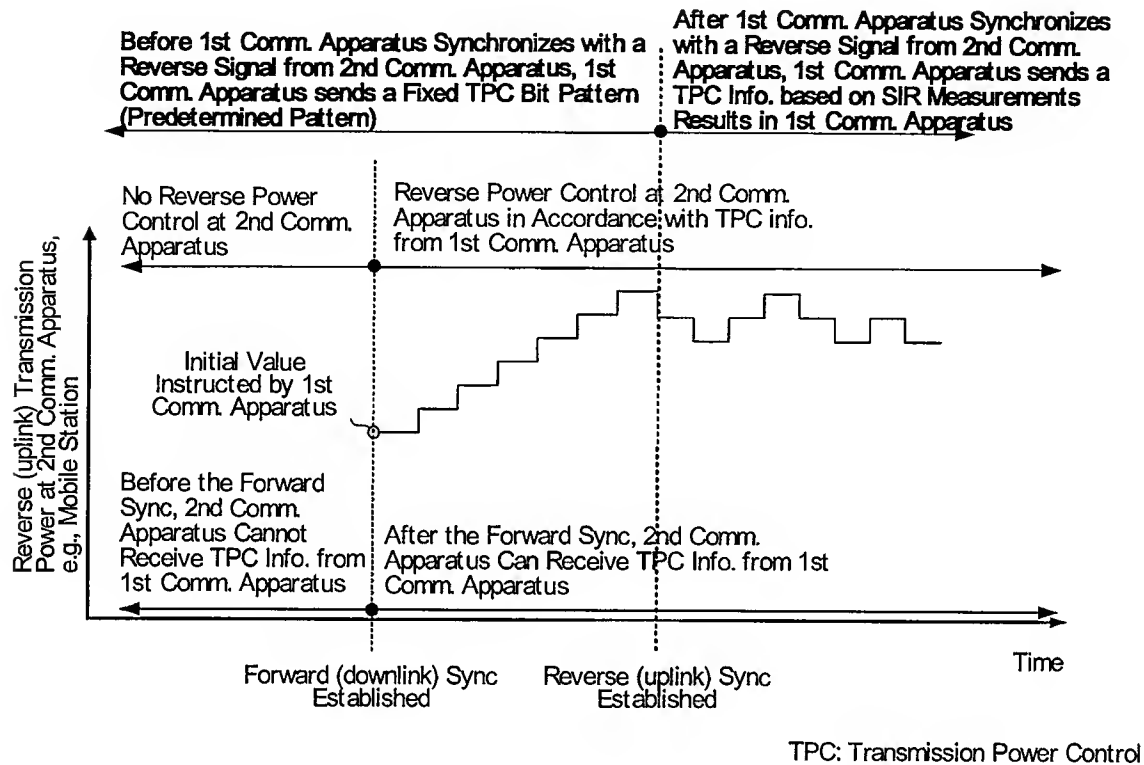 Before 1st Comm. Apparatus Synchronizes with a
Reverse Signal from 2nd Comm. Apparatus, 1st
Comm. Apparatus sends a Fixed TPC Bit Pattern
(Predetermined Pattern)
After 1st Comm. Apparatus Synchronizes
with a Reverse Signal from 2nd Comm.
Apparatus, 1st Comm. Apparatus sends a
TPC Info. based on SIR Measurements
Results in 1st Comm. Apparatus
No Reverse Power
Control at 2nd Comm.
Apparatus
Reverse Power Control at 2nd Comm.
Apparatus in Accordance with TPC info.
from 1st Comm. Apparatus
Reverse (uplink) Transmission
Power at 2nd Comm. Apparatus,
e.g., Mobile Station
Initial Value
Instructed by 1st
Comm. Apparatus
Before the Forward
Sync, 2nd Comm.
Apparatus Cannot
Receive TPC Info. from
1st Comm. Apparatus
After the Forward Sync, 2nd Comm.
Apparatus Can Receive TPC Info. from 1st
Comm. Apparatus
Time
Forward (downlink) Sync
Established
Reverse (uplink) Sync
Established
TPC: Transmission Power Control